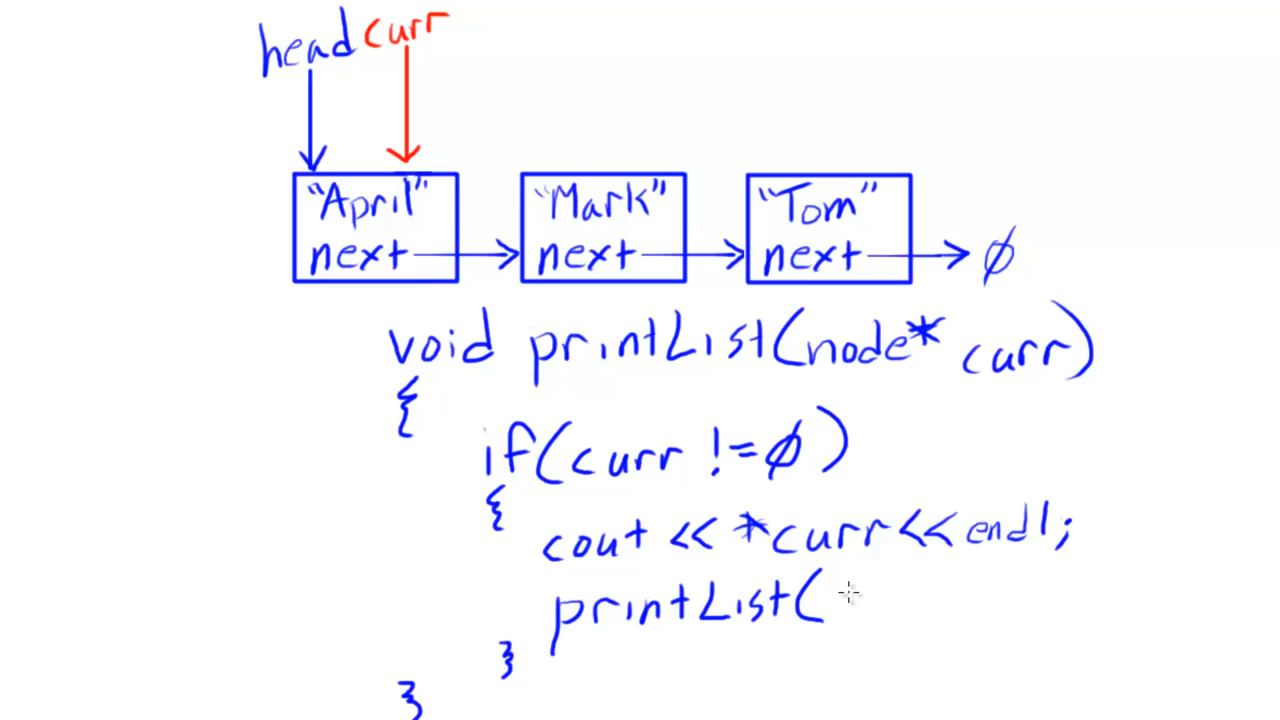 head curr
"April" "Mark" "Tom"
next next next ∅
void printList(node* curr)
{
if(curr != ∅)
{
cout << *curr << endl;
printList(
}
}